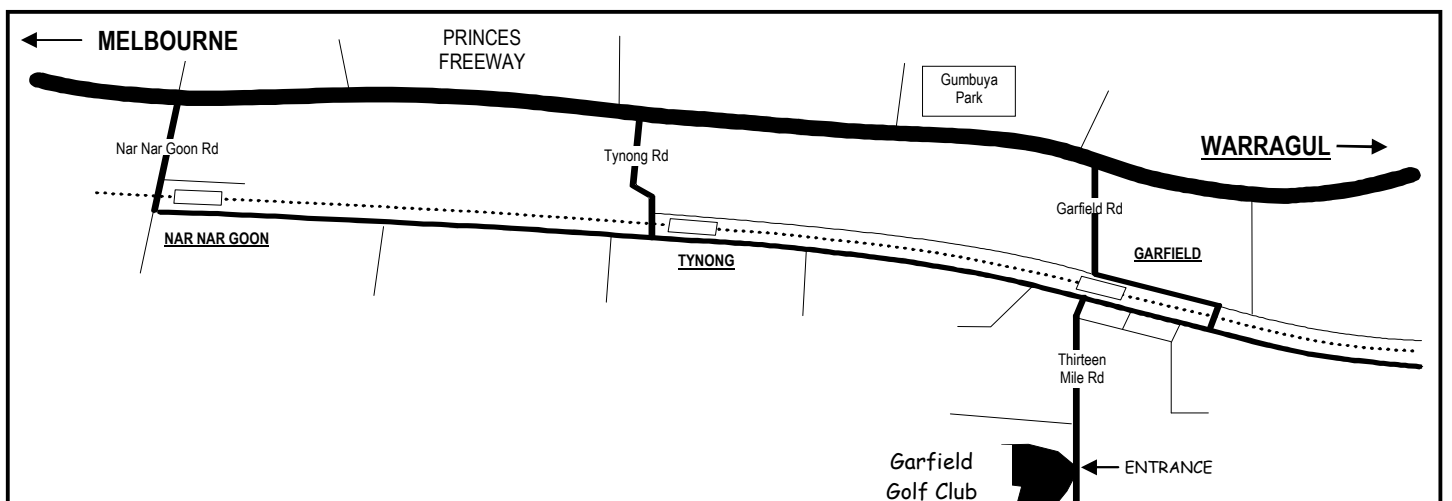 MELBOURNE
PRINCES
FREEWAY
Gumbuya
Park
WARRAGUL
Nar Nar Goon Rd
Tynong Rd
Garfield Rd
NAR NAR GOON
TYNONG
GARFIELD
Thirteen
Mile Rd
Garfield
Golf Club
ENTRANCE